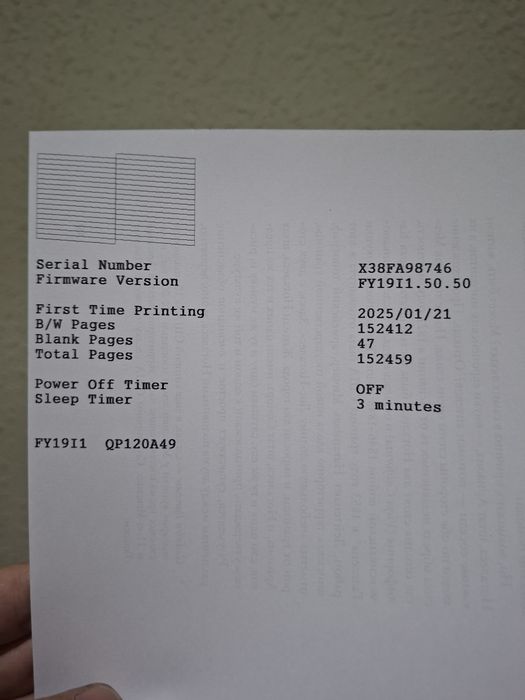 Serial Number X38FA98746
Firmware Version FY19I1.50.50
First Time Printing 2025/01/21
B/W Pages 152412
Blank Pages 47
Total Pages 152459
Power Off Timer OFF
Sleep Timer 3 minutes
FY19I1 QP120A49